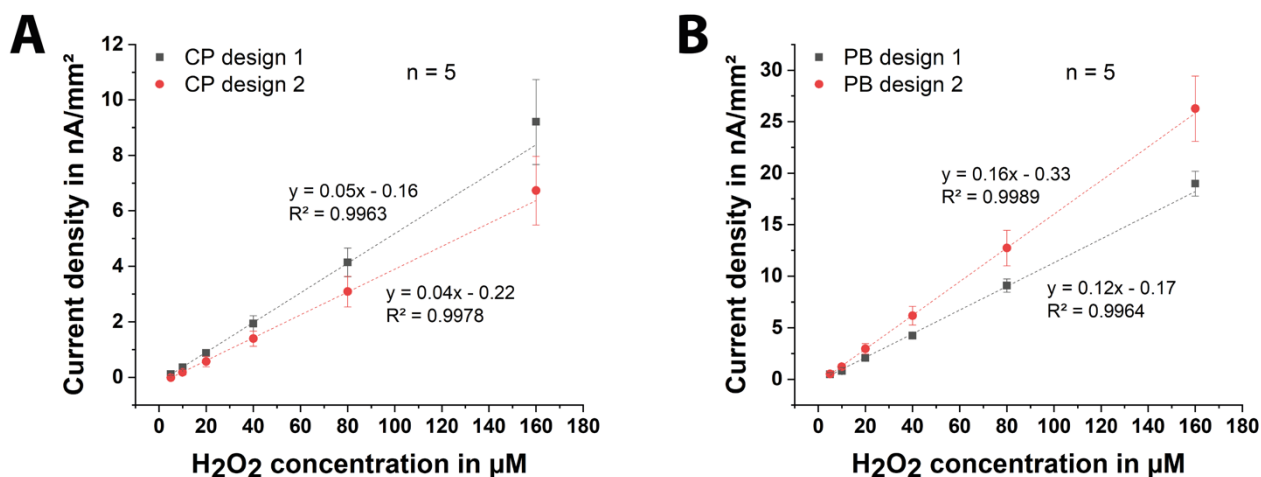 A
CP design 1
CP design 2
n = 5
y = 0.05x - 0.16
R² = 0.9963
y = 0.04x - 0.22
R² = 0.9978
Current density in nA/mm²
12
10
8
6
4
2
0
0 20 40 60 80 100 120 140 160 180
H₂O₂ concentration in µM
B
PB design 1
PB design 2
n = 5
y = 0.16x - 0.33
R² = 0.9989
y = 0.12x - 0.17
R² = 0.9964
Current density in nA/mm²
30
25
20
15
10
5
0
0 20 40 60 80 100 120 140 160 180
H₂O₂ concentration in µM